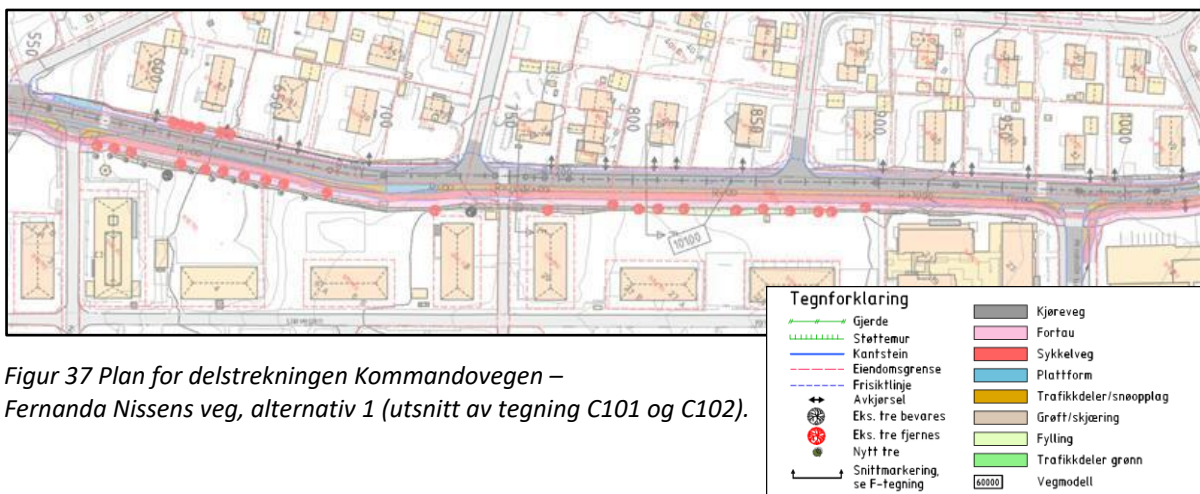 550
600
700
750
800
850
900
950
1000
10100
Tegnforklaring
Gjerde
Støttemur
Kantstein
Eiendomsgrense
Frisiktlinje
Avkjørsel
Eks. tre bevares
Eks. tre fjernes
Nytt tre
Snittmarkering,
se F-tegning
Kjøreveg
Fortau
Sykkelveg
Plattform
Trafikkdeler/snøopplag
Grøft/skjæring
Fylling
Trafikkdeler grønn
60000 Vegmodell
Figur 37 Plan for delstrekningen Kommandovegen –
Fernanda Nissens veg, alternativ 1 (utsnitt av tegning C101 og C102).